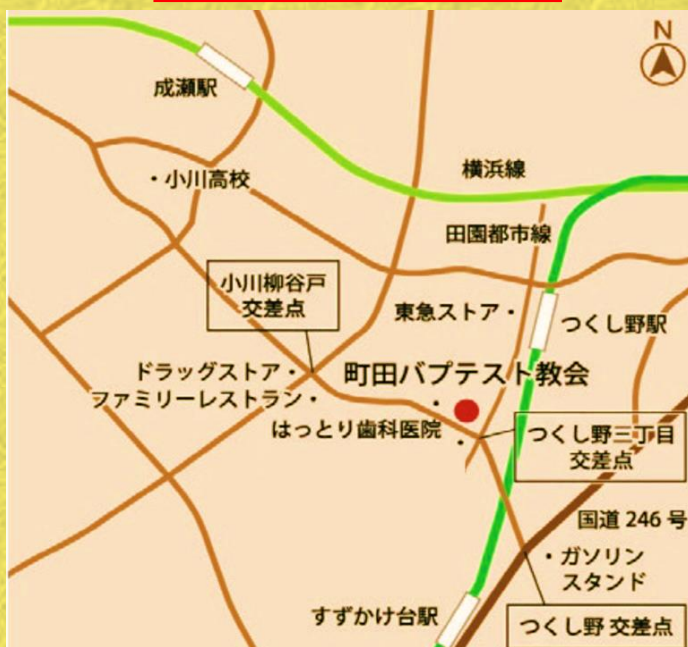 N
成瀬駅
横浜線
・小川高校
田園都市線
小川柳谷戸
交差点
東急ストア・
つくし野駅
ドラッグストア・
町田バプテスト教会
ファミリーレストラン・
はっとり歯科医院
つくし野三丁目
交差点
国道 246 号
・ガソリン
スタンド
すずかけ台駅
つくし野 交差点